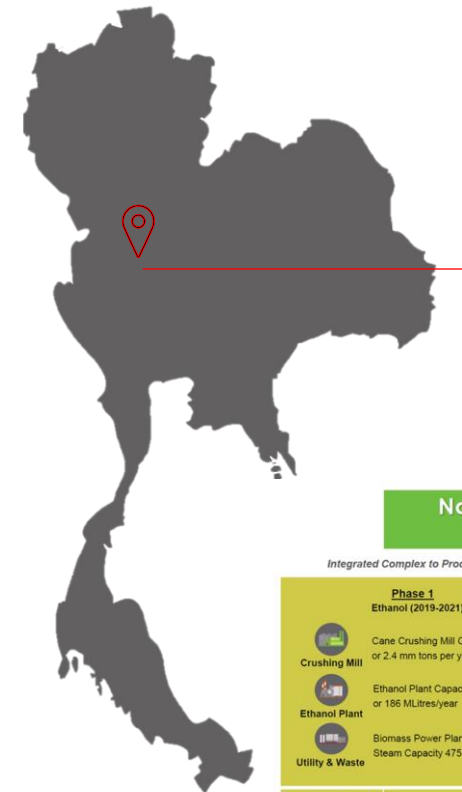 No
Integrated Complex to Prod
Phase 1
Ethanol (2019-2021)
Crushing Mill
Cane Crushing Mill C
or 2.4 mm tons per y
Ethanol Plant
Ethanol Plant Capac
or 186 MLitres/year
Utility & Waste
Biomass Power Plan
Steam Capacity 475